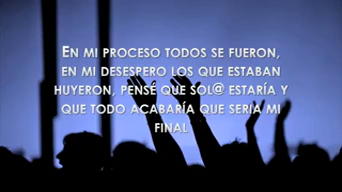 EN MI PROCESO TODOS SE FUERON,
EN MI DESESPERO LOS QUE ESTABAN
HUYERON, PENSÉ QUE SOL@ ESTARÍA Y
QUE TODO ACABARÍA QUE SERIA MI
FINAL